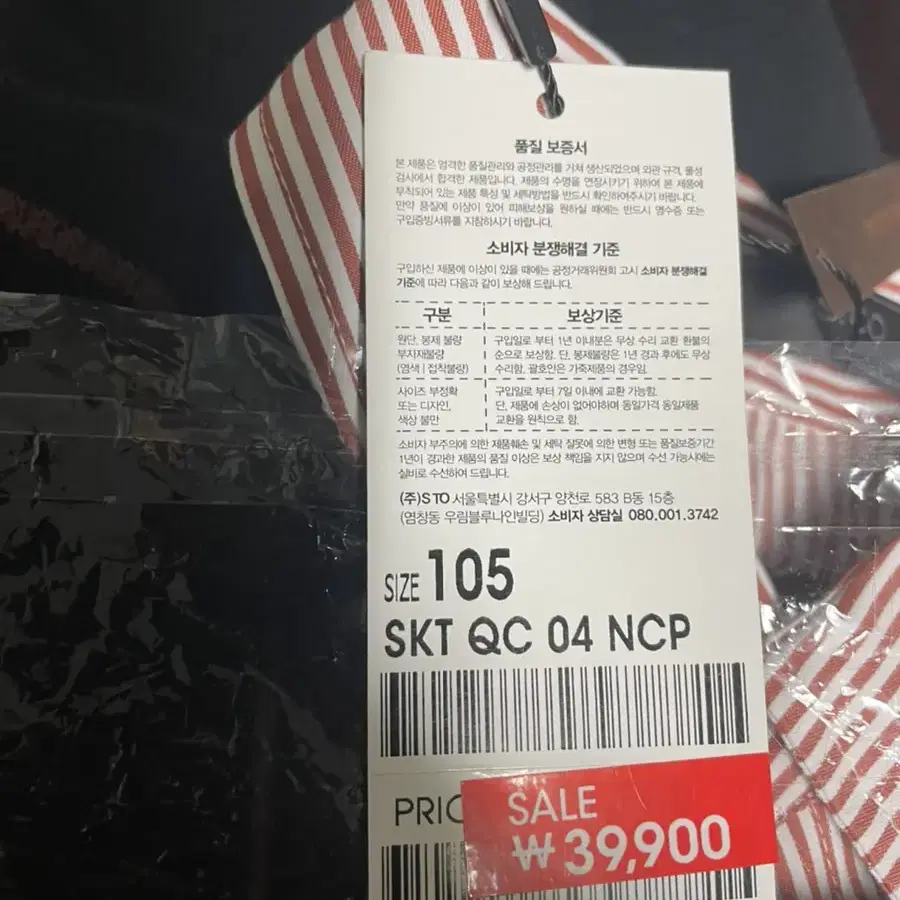 품질 보증서
본 제품은 엄격한 품질관리와 공정관리를 거쳐 생산되었으며 외관 규격, 물성
검사에서 합격한 제품입니다. 제품의 수명을 연장시키기 위하여 본 제품에
부착되어 있는 제품 특성 및 세탁방법을 반드시 확인하여주시기 바랍니다.
만약 품질에 이상이 있어 피해보상을 원하실 때에는 반드시 영수증 또는
구입증빙서류를 지참하시기 바랍니다.
소비자 분쟁해결 기준
구입하신 제품에 이상이 있을 때에는 공정거래위원회 고시 소비자 분쟁해결
기준에 따라 다음과 같이 보상해 드립니다.
구분 보상기준
원단, 봉제 불량
부자재불량
(염색 | 접착불량)
구입일로 부터 1년 이내분은 무상 수리 교환 환불의
순으로 보상함. 단, 봉제불량은 1년 경과 후에도 무상
수리함. 괄호안은 가죽제품의 경우임.
사이즈 부정확
또는 디자인,
색상 불만
구입일로 부터 7일 이내에 교환 가능함.
단, 제품에 손상이 없어야하며 동일가격 동일제품
교환을 원칙으로 함.
소비자 부주의에 의한 제품훼손 및 세탁 잘못에 의한 변형 또는 품질보증기간
1년이 경과한 제품의 품질 이상은 보상 책임을 지지 않으며 수선 가능시에는
실비로 수선하여 드립니다.
(주)S TO 서울특별시 강서구 양천로 583 B동 15층
(염창동 우림블루나인빌딩) 소비자 상담실 080.001.3742
SIZE 105
SKT QC 04 NCP
PRIC
SALE
₩39,900